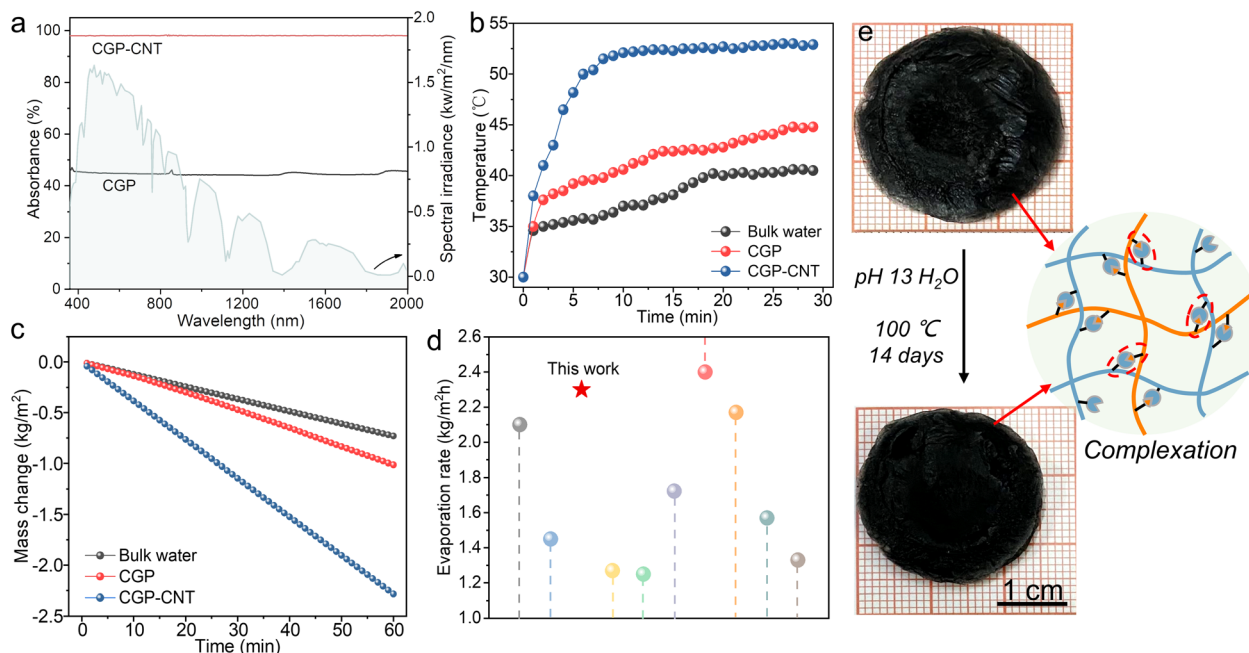 a
100
80
60
40
20
0
Absorbance (%)
CGP-CNT
CGP
2.0
1.5
1.0
0.5
0.0
Spectral irradiance (kw/m²/nm)
400
800
1200
1600
2000
Wavelength (nm)
b
55
50
45
40
35
30
Temperature (℃)
Bulk water
CGP
CGP-CNT
0
5
10
15
20
25
30
Time (min)
c
0.0
-0.5
-1.0
-1.5
-2.0
-2.5
Mass change (kg/m²)
Bulk water
CGP
CGP-CNT
0
10
20
30
40
50
60
Time (min)
d
2.6
2.4
2.2
2.0
1.8
1.6
1.4
1.2
1.0
Evaporation rate (kg/m²h)
This work
e
pH 13 H₂O
100 ℃
14 days
Complexation
1 cm